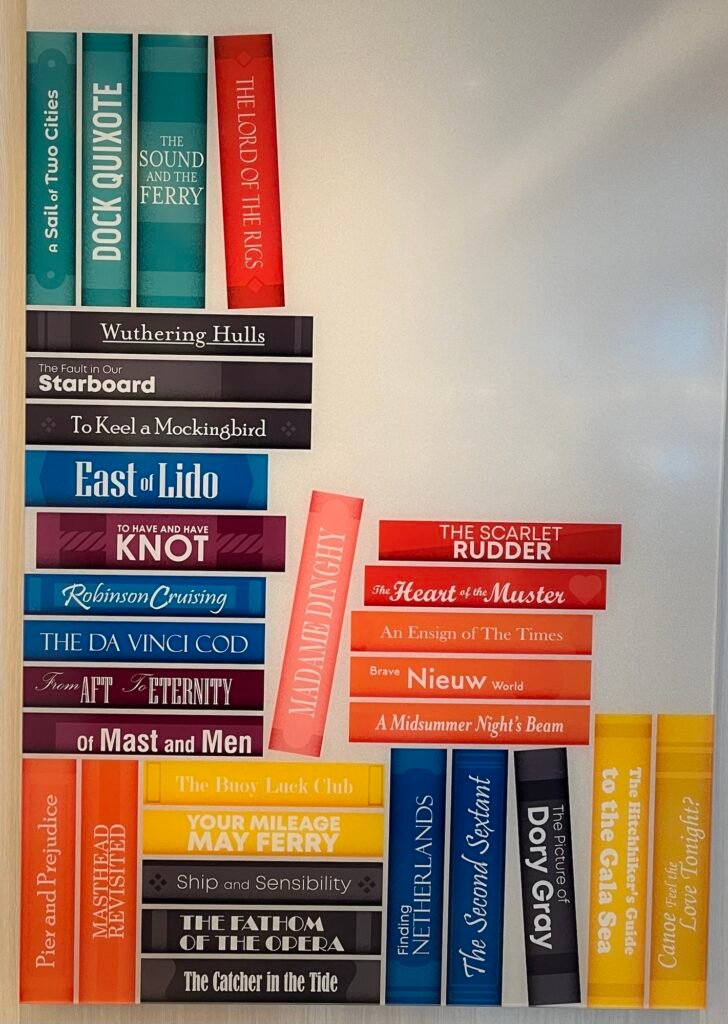 A Sail of Two Cities
DOCK QUIXOTE
THE
SOUND
AND THE
FERRY
THE LORD OF THE RIGS
Wuthering Hulls
The Fault in Our
Starboard
To Keel a Mockingbird
East of Lido
TO HAVE AND HAVE
KNOT
Robinson Cruising
THE DA VINCI COD
From AFT To ETERNITY
Of Mast and Men
MADAME DINGHY
THE SCARLET
RUDDER
The Heart of the Muster
An Ensign of The Times
Brave Nieuw World
A Midsummer Night's Beam
Pier and Prejudice
MASTHEAD
REVISITED
The Buoy Luck Club
YOUR MILEAGE
MAY FERRY
Ship and Sensibility
THE FATHOM
OF THE OPERA
The Catcher in the Tide
Finding
NETHERLANDS
The Second Sextant
The Picture of
Dory Gray
The Hitchhiker's Guide
to the Gala Sea
Canoe Feel the
Love Tonight?